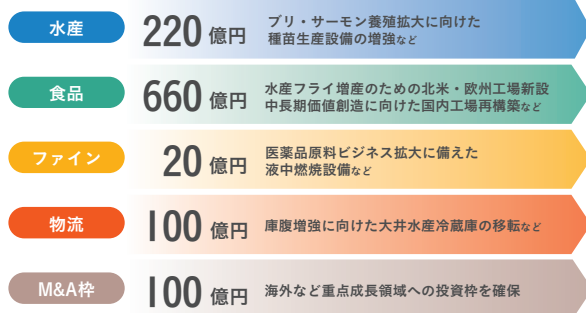 水産 220億円 ブリ・サーモン養殖拡大に向けた
種苗生産設備の増強など
食品 660億円 水産フライ増産のための北米・欧州工場新設
中長期価値創造に向けた国内工場再構築など
ファイン 20億円 医薬品原料ビジネス拡大に備えた
液中燃焼設備など
物流 100億円 庫腹増強に向けた大井水産冷蔵庫の移転など
M&A枠 100億円 海外など重点成長領域への投資枠を確保